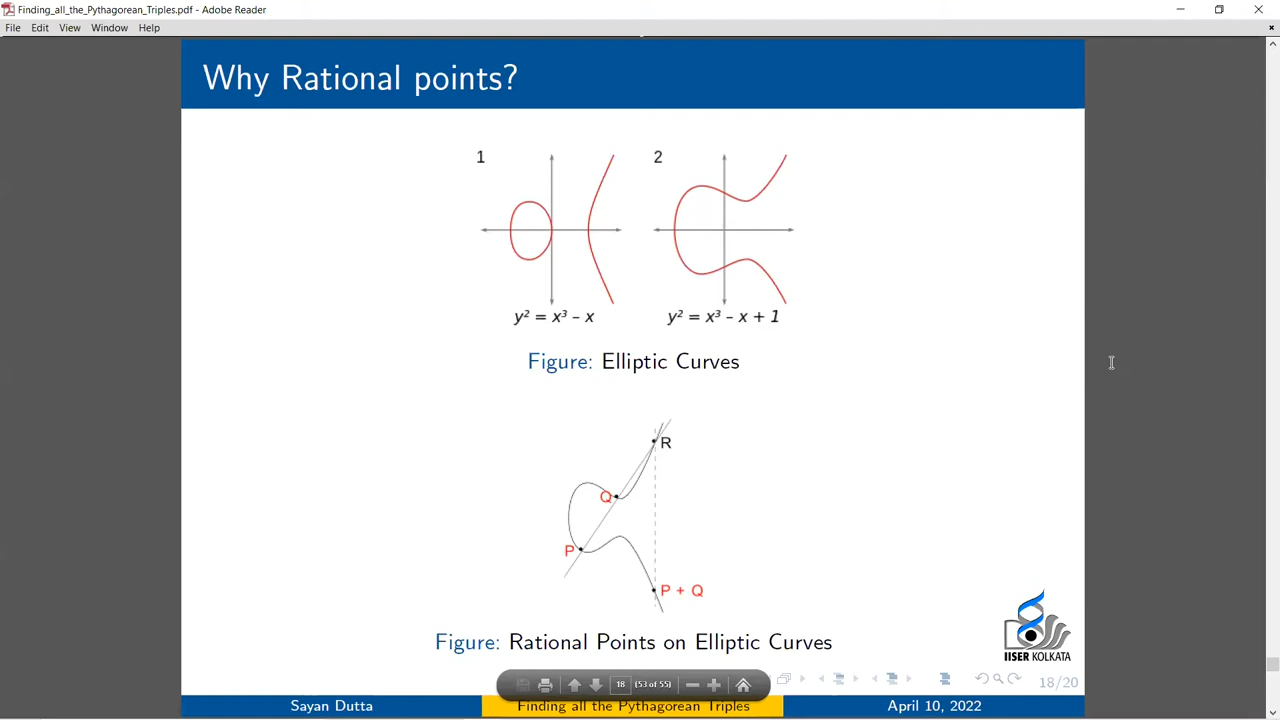 Finding_all_the_Pythagorean_Triples.pdf - Adobe Reader
File Edit View Window Help
Why Rational points?
1 2
y² = x³ – x y² = x³ – x + 1
Figure: Elliptic Curves
R
Q
P
P + Q
IISER KOLKATA
Figure: Rational Points on Elliptic Curves
18 (53 of 55)
18/20
Sayan Dutta Finding all the Pythagorean Triples April 10, 2022